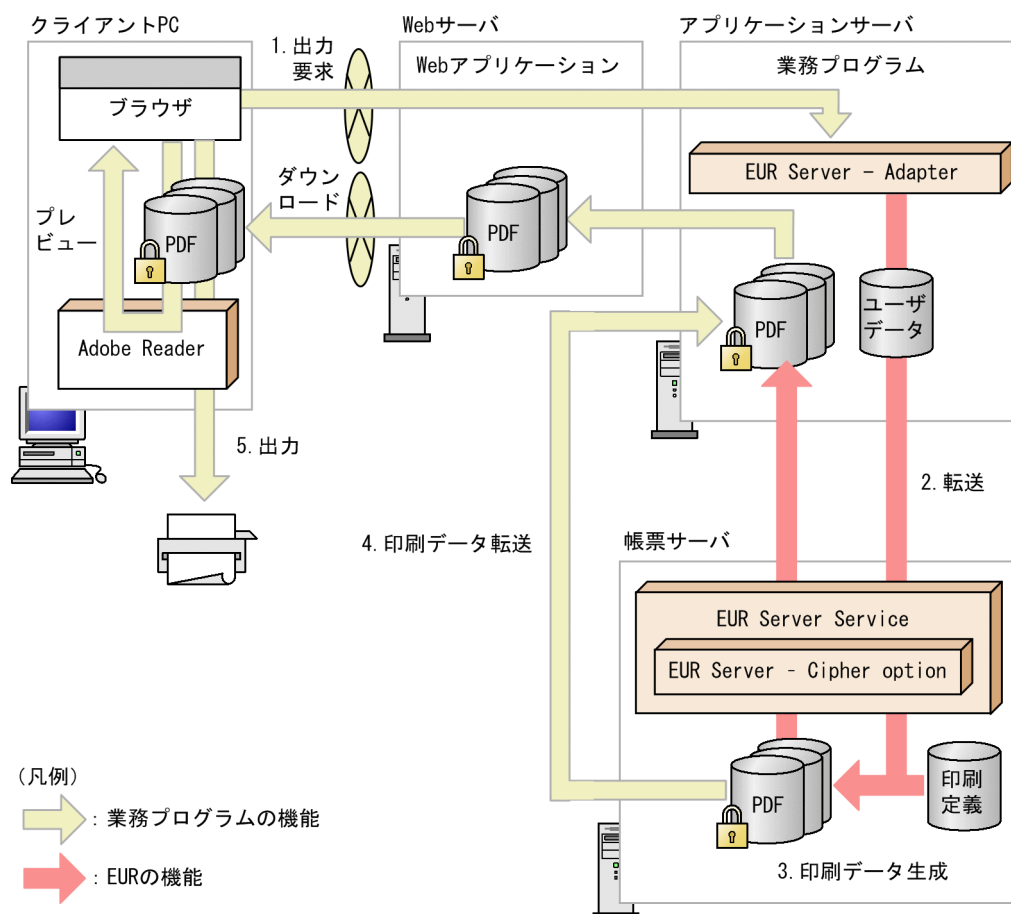 クライアントPC
Webサーバ
アプリケーションサーバ
1.出力
要求
Webアプリケーション
業務プログラム
ブラウザ
EUR Server － Adapter
ダウン
ロード
プレ
ビュー
PDF
PDF
PDF
ユーザ
データ
Adobe Reader
5.出力
2.転送
4.印刷データ転送
帳票サーバ
EUR Server Service
EUR Server － Cipher option
(凡例)
PDF
印刷
定義
：業務プログラムの機能
：EURの機能
3.印刷データ生成